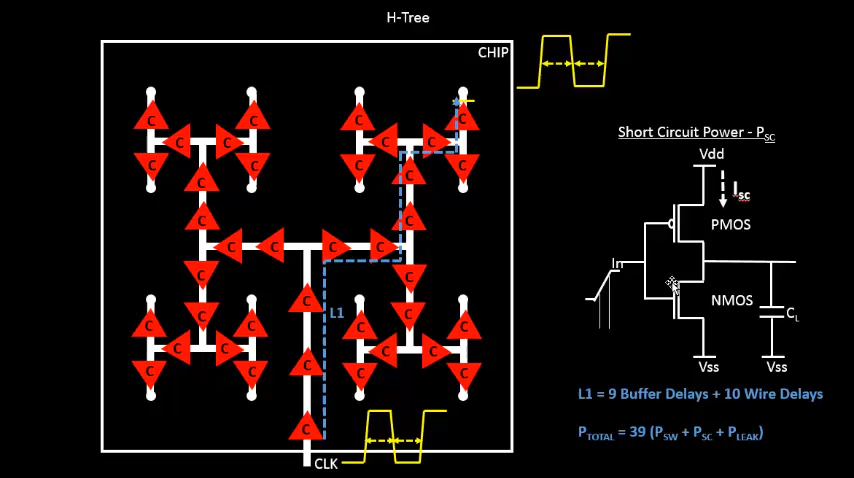 H-Tree
CHIP
C C C C
C C C C
C C C C
C C
C C
C C C C
C C
C
C C
L1
C C C C
C C C C
C
C C C C
C
CLK
Short Circuit Power - PSC
Vdd
Isc
PMOS
In
NMOS
CL
Vss Vss
L1 = 9 Buffer Delays + 10 Wire Delays
PTOTAL = 39 (PSW + PSC + PLEAK)